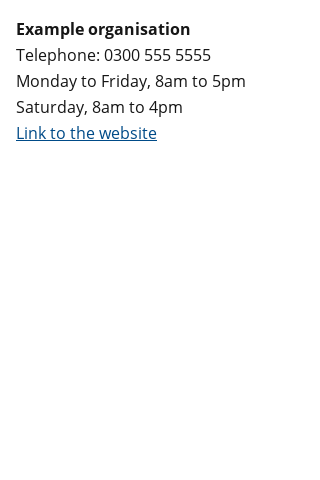 Example organisation
Telephone: 0300 555 5555
Monday to Friday, 8am to 5pm
Saturday, 8am to 4pm
Link to the website